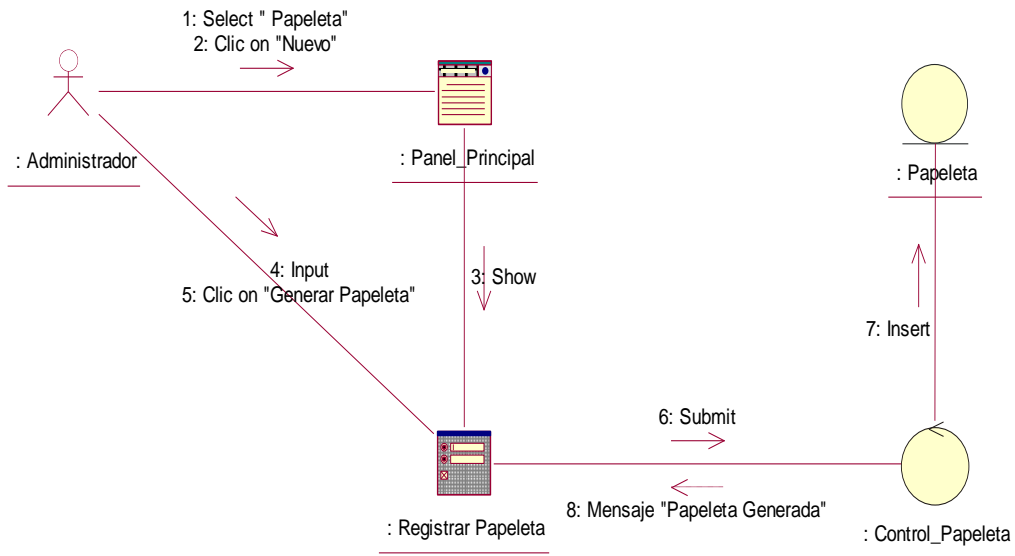 1: Select " Papeleta"
2: Clic on "Nuevo"
: Administrador
: Panel_Principal
: Papeleta
4: Input
5: Clic on "Generar Papeleta"
3: Show
7: Insert
6: Submit
8: Mensaje "Papeleta Generada"
: Registrar Papeleta
: Control_Papeleta